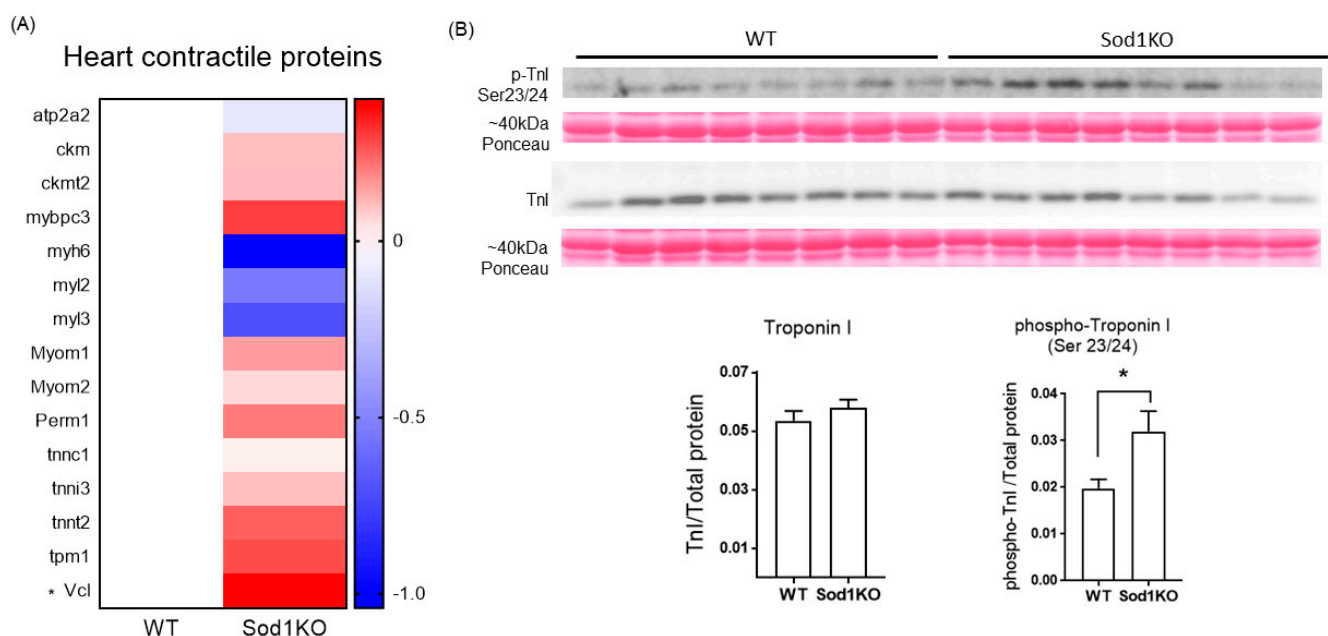 (A)
Heart contractile proteins
atp2a2
ckm
ckmt2
mybpc3
myh6
myl2
myl3
Myom1
Myom2
Perm1
tnnc1
tnni3
tnnt2
tpm1
* Vcl
WT Sod1KO
0
-0.5
-1.0
(B)
WT Sod1KO
p-TnI
Ser23/24
~40kDa
Ponceau
TnI
~40kDa
Ponceau
Troponin I
TnI/Total protein
0.07
0.05
0.03
0.01
WT Sod1KO
phospho-Troponin I
(Ser 23/24)
*
phospho-TnI /Total protein
0.04
0.03
0.02
0.01
0.00
WT Sod1KO